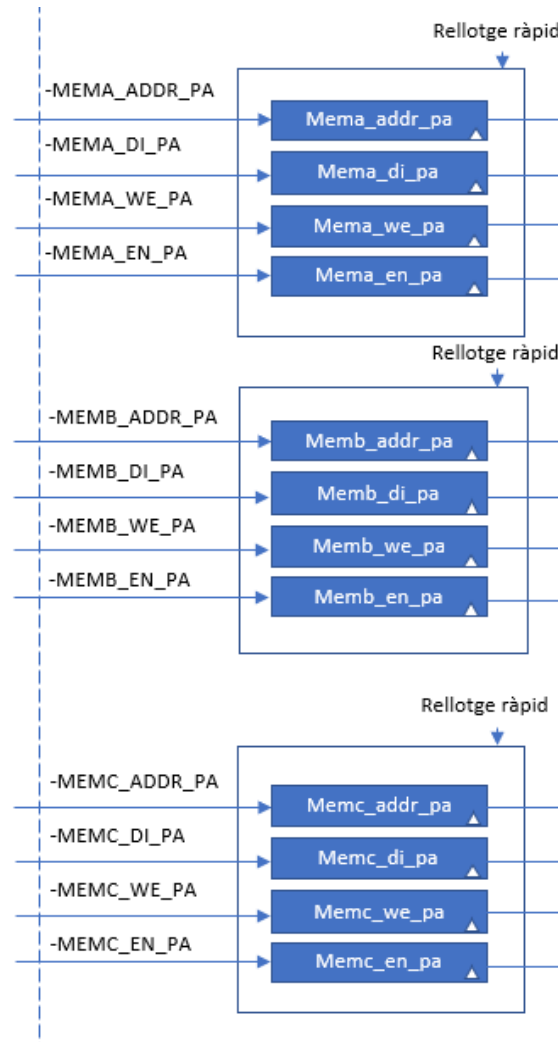 Rellotge ràpid
-MEMA_ADDR_PA
Mema_addr_pa
-MEMA_DI_PA
Mema_di_pa
-MEMA_WE_PA
Mema_we_pa
-MEMA_EN_PA
Mema_en_pa
Rellotge ràpid
-MEMB_ADDR_PA
Memb_addr_pa
-MEMB_DI_PA
Memb_di_pa
-MEMB_WE_PA
Memb_we_pa
-MEMB_EN_PA
Memb_en_pa
Rellotge ràpid
-MEMC_ADDR_PA
Memc_addr_pa
-MEMC_DI_PA
Memc_di_pa
-MEMC_WE_PA
Memc_we_pa
-MEMC_EN_PA
Memc_en_pa